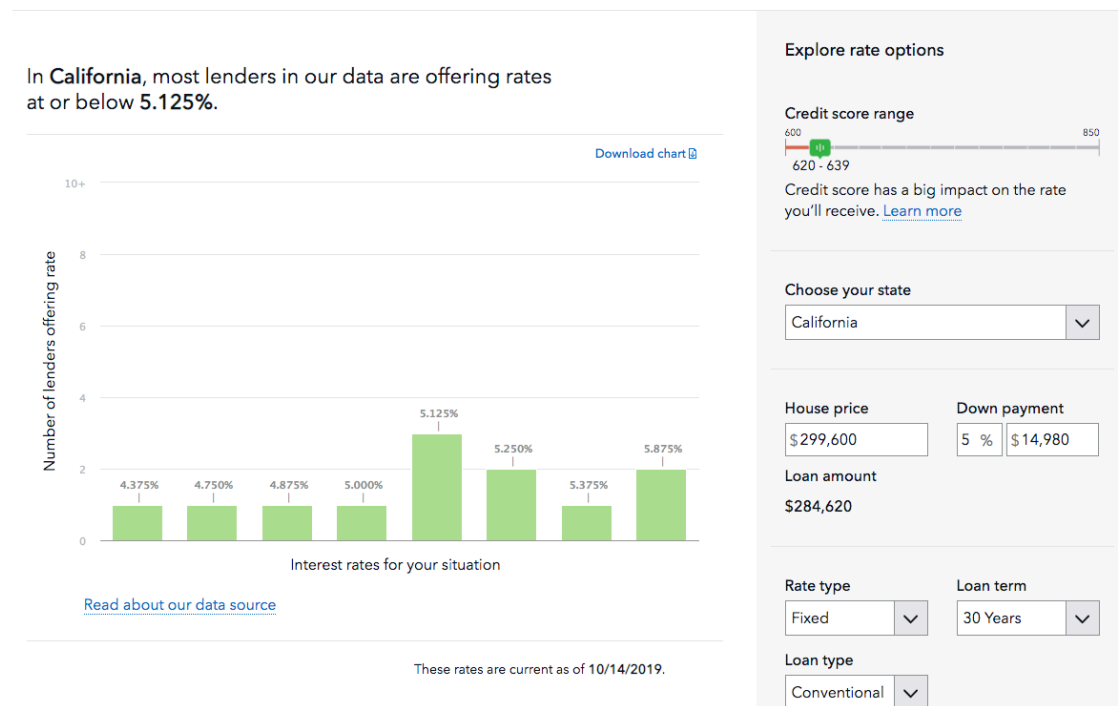 In California, most lenders in our data are offering rates
at or below 5.125%.
Download chart
10+
8
6
4
2
0
Number of lenders offering rate
4.375%
4.750%
4.875%
5.000%
5.125%
5.250%
5.375%
5.875%
Interest rates for your situation
Read about our data source
These rates are current as of 10/14/2019.
Explore rate options
Credit score range
600 850
620 - 639
Credit score has a big impact on the rate
you'll receive. Learn more
Choose your state
California
House price Down payment
$299,600 5 % $14,980
Loan amount
$284,620
Rate type Loan term
Fixed 30 Years
Loan type
Conventional